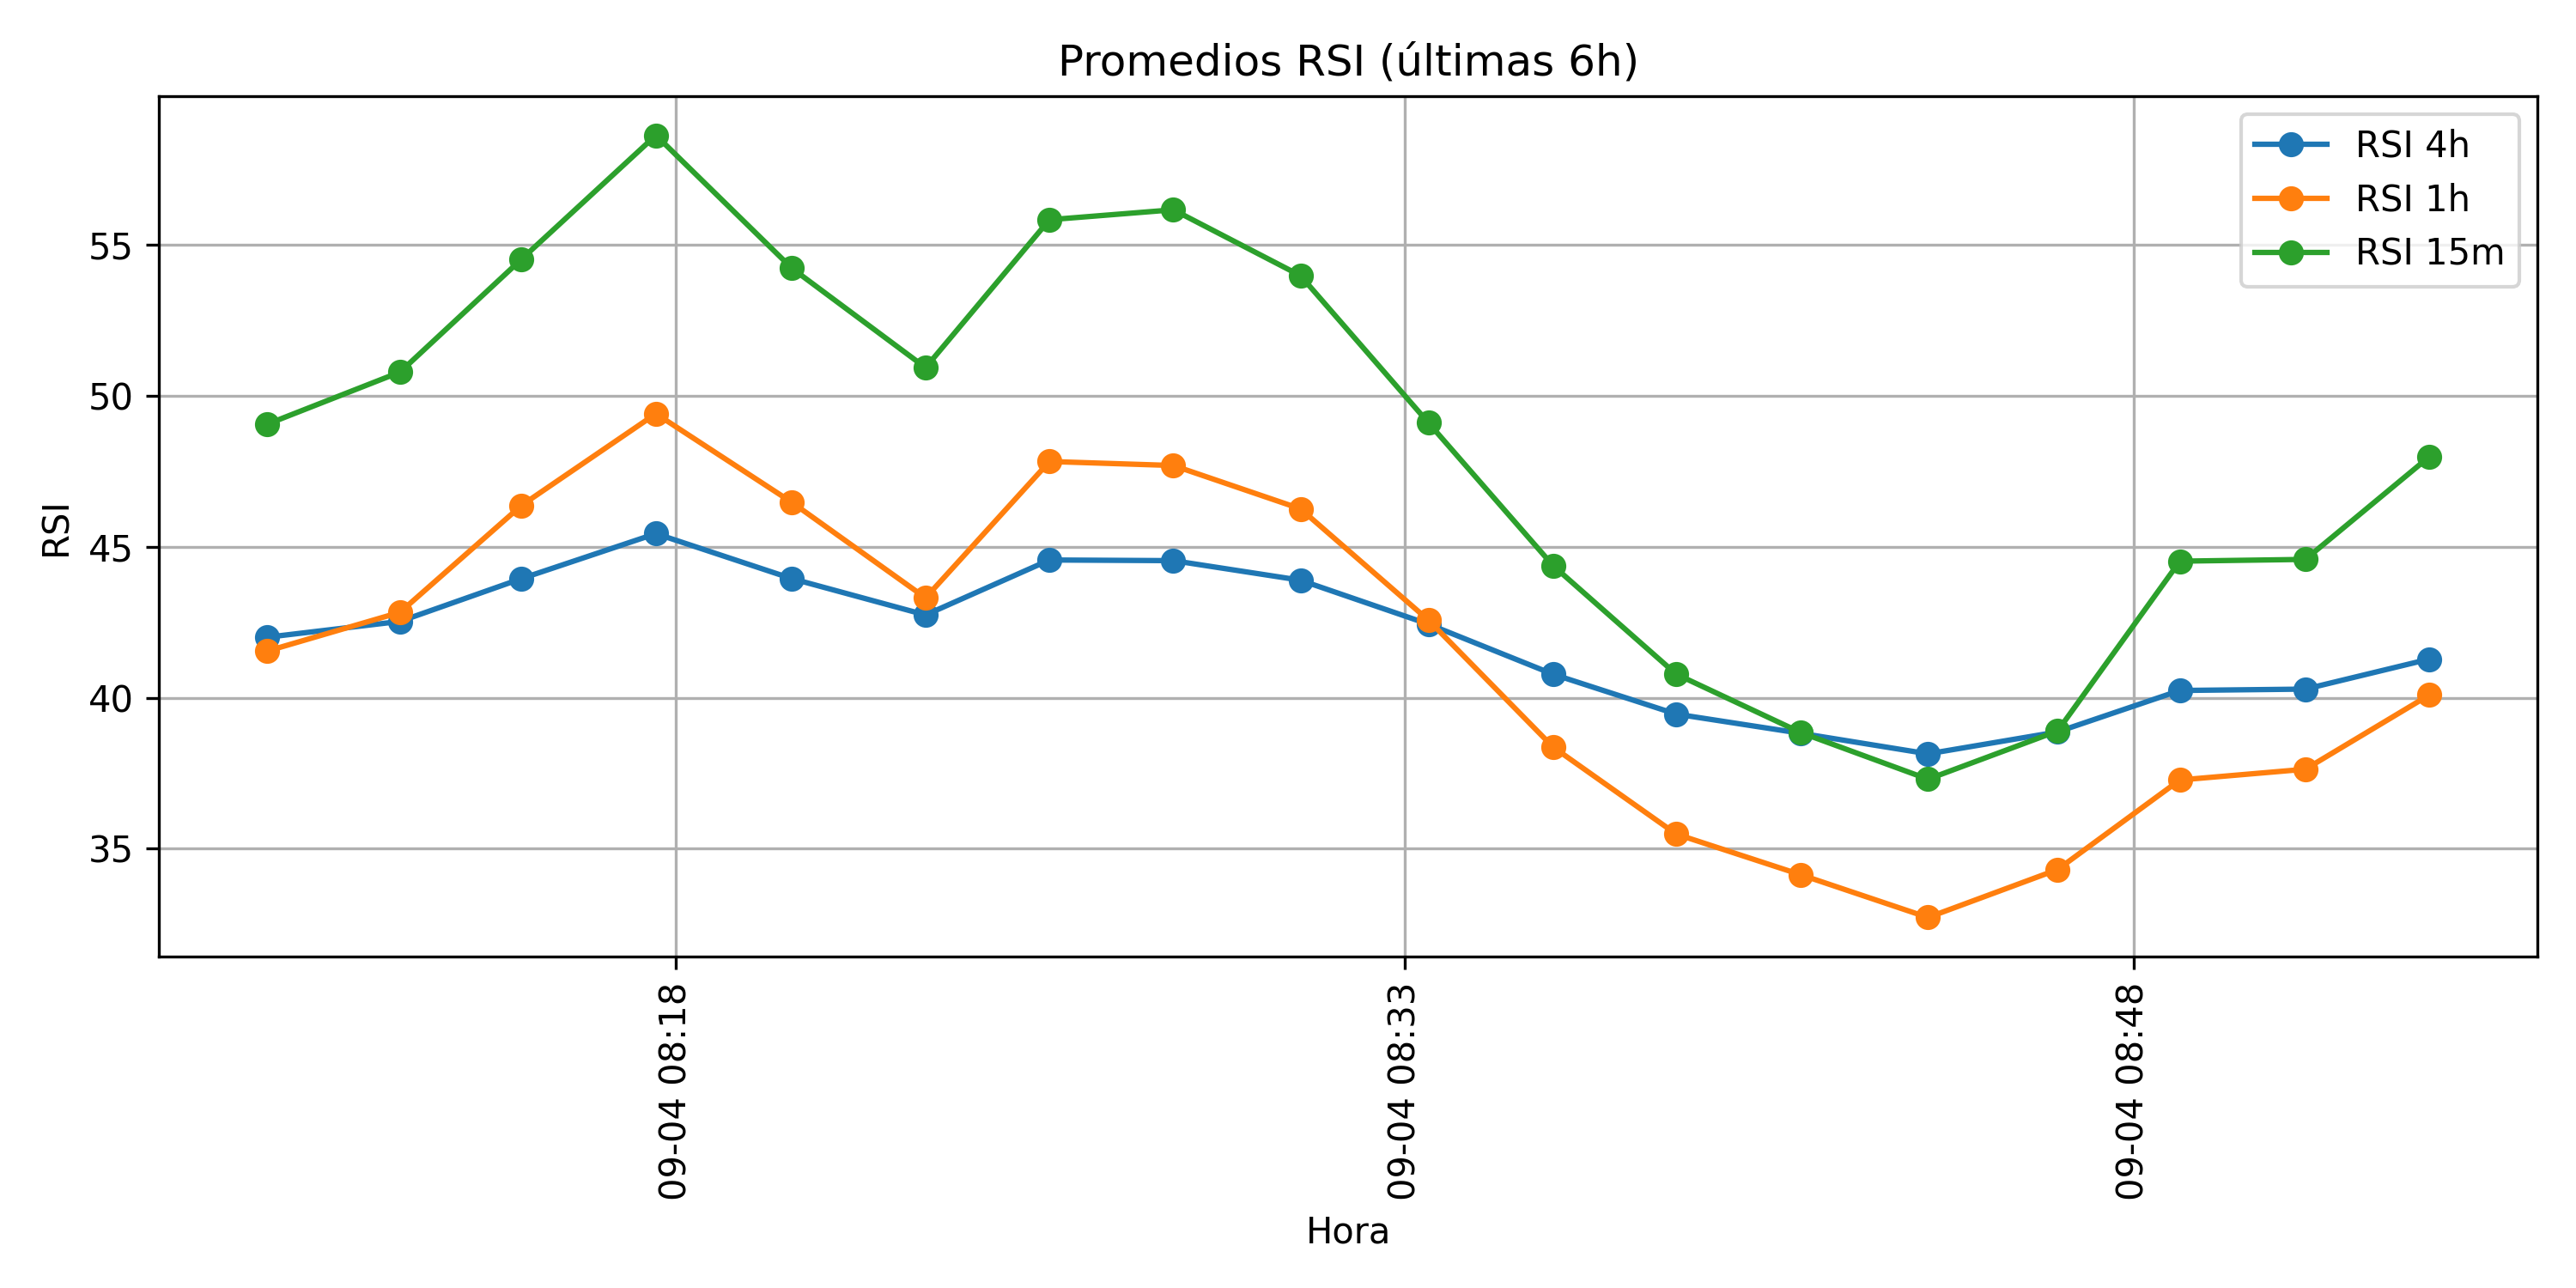 Promedios RSI (últimas 6h)
RSI 4h
RSI 1h
RSI 15m
RSI
55
50
45
40
35
09-04 08:18
09-04 08:33
09-04 08:48
Hora